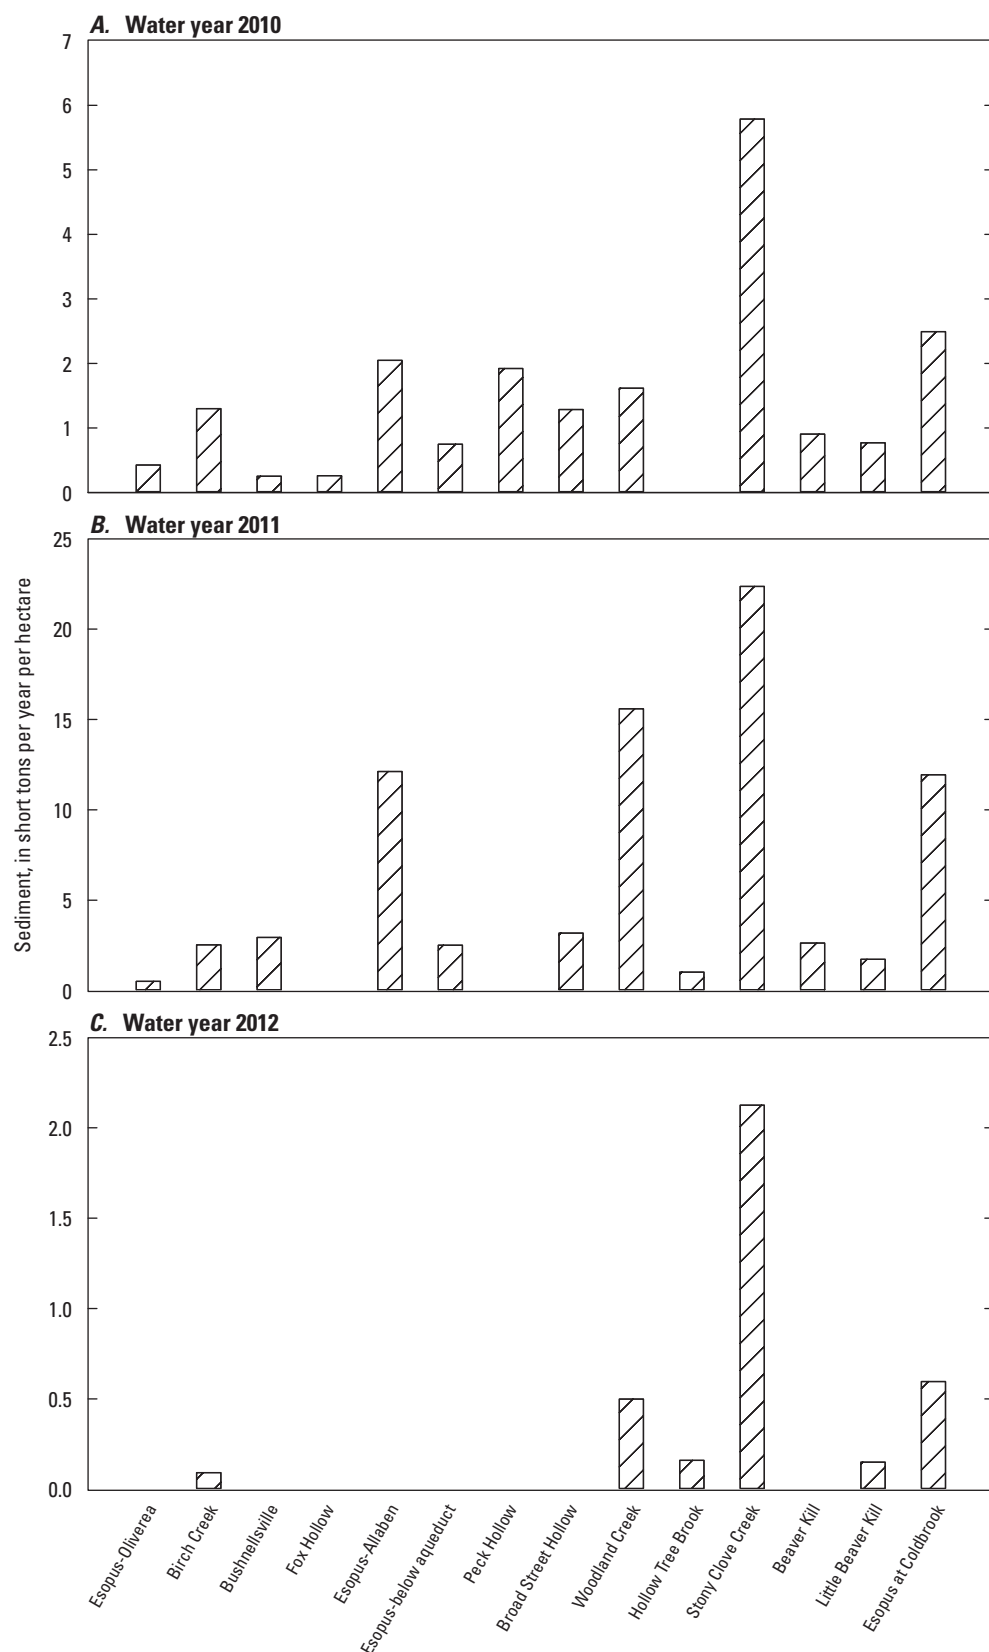 A. Water year 2010
7
6
5
4
3
2
1
0
B. Water year 2011
25
20
15
10
5
0
Sediment, in short tons per year per hectare
C. Water year 2012
2.5
2.0
1.5
1.0
0.5
0.0
Esopus-Oliverea
Birch Creek
Bushnellsville
Fox Hollow
Esopus-Allaben
Esopus-below aqueduct
Peck Hollow
Broad Street Hollow
Woodland Creek
Hollow Tree Brook
Stony Clove Creek
Beaver Kill
Little Beaver Kill
Esopus at Coldbrook